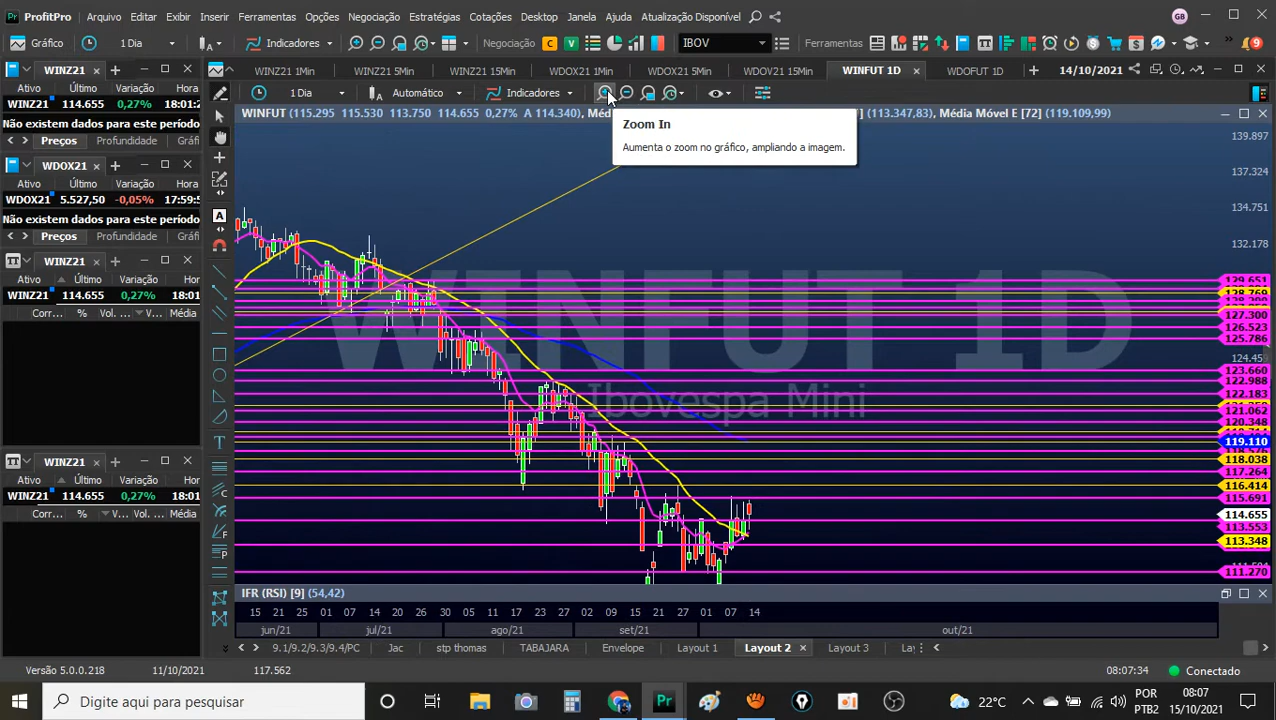 ProfitPro Arquivo Editar Exibir Inserir Ferramentas Opções Negociação Estratégias Cotações Desktop Janela Ajuda Atualização Disponível GB
Gráfico 1 Dia Indicadores Negociação C V IBOV Ferramentas 9
WINZ21 WINZ21 1Min WINZ21 5Min WINZ21 15Min WDOX21 1Min WDOX21 5Min WDOV21 15Min WINFUT 1D WDOFUT 1D 14/10/2021
Ativo Último Variação
WINZ21 114.655 0,27% 18:01:2
Não existem dados para este período
Preços Profundidade Gráfi
WDOX21
Ativo Último Variação
WDOX21 5.527,50 -0,05% 17:59:5
Não existem dados para este período
Preços Profundidade Gráfi
WINZ21
Ativo Último Variação
WINZ21 114.655 0,27% 18:01
Corr... % Vol. ... V... Média
WINZ21
Ativo Último Variação
WINZ21 114.655 0,27% 18:01
Corr... % V... Vol. ... Média
1 Dia Automático Indicadores
WINFUT (115.295 115.530 113.750 114.655 0,27% A 114.340), Mé
] (113.347,83), Média Móvel E [72] (119.109,99)
Zoom In
Aumenta o zoom no gráfico, ampliando a imagem.
WINFUT 1D
Ibovespa Mini
139.897
137.324
134.751
132.178
129.651
127.300
126.523
125.786
124.459
123.660
122.988
122.183
121.062
120.348
119.110
118.038
117.264
116.414
115.691
114.655
113.553
113.348
111.270
IFR (RSI) [9] (54,42)
15 21 25 01 07 14 20 26 30 05 11 17 23 27 02 09 15 21 27 01 07 14
jun/21 jul/21 ago/21 set/21 out/21
9.1/9.2/9.3/9.4/PC Jac stp thomas TABAJARA Envelope Layout 1 Layout 2 Layout 3
Versão 5.0.0.218 11/10/2021 117.562 08:07:34 Conectado
Digite aqui para pesquisar Pr 22°C POR 08:07
PTB2 15/10/2021